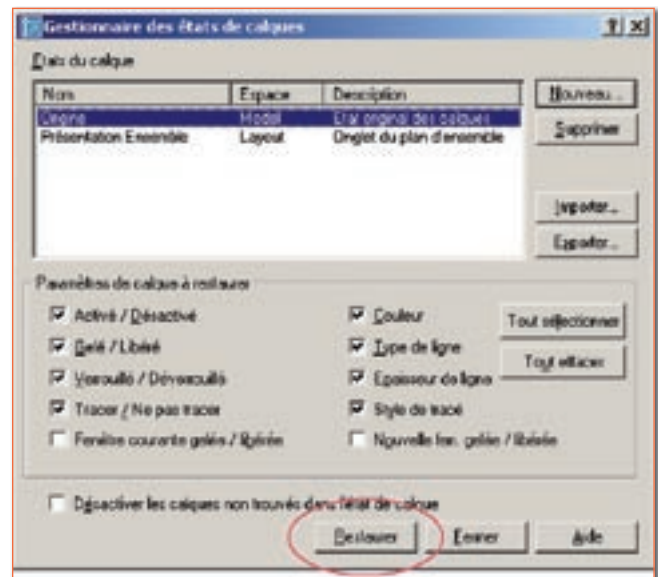 Gestionnaire des états de calques
Etats du calque
Nom Espace Description
Origine Model Etat original des calques
Présentation Ensemble Layout Onglet du plan d'ensemble
Nouveau...
Supprimer
Importer...
Exporter...
Paramètres de calque à restaurer
Activé / Désactivé
Gelé / Libéré
Verrouillé / Déverrouillé
Tracer / Ne pas tracer
Fenêtre courante gelée / libérée
Couleur
Type de ligne
Epaisseur de ligne
Style de tracé
Nouvelle fen. gelée / libérée
Tout sélectionner
Tout effacer
Désactiver les calques non trouvés dans l'état de calque
Restaurer Fermer Aide